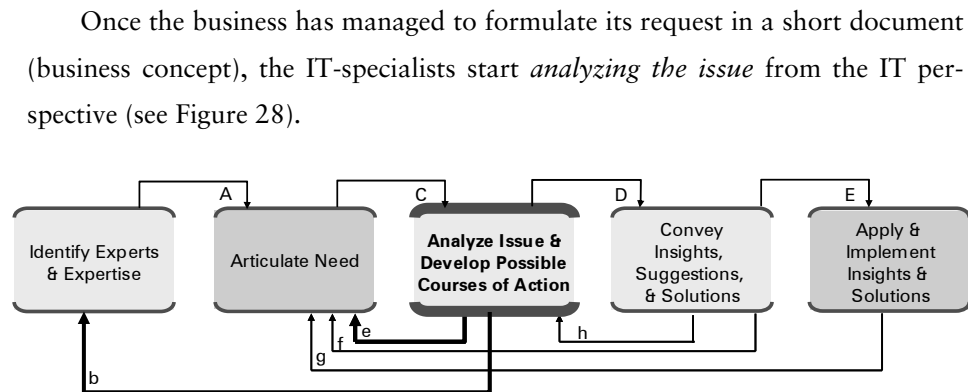 Once the business has managed to formulate its request in a short document
(business concept), the IT-specialists start analyzing the issue from the IT per-
spective (see Figure 28).
A
C
D
E
Identify Experts
& Expertise
Articulate Need
Analyze Issue &
Develop Possible
Courses of Action
Convey
Insights,
Suggestions,
& Solutions
Apply &
Implement
Insights &
Solutions
e
f
g
h
b